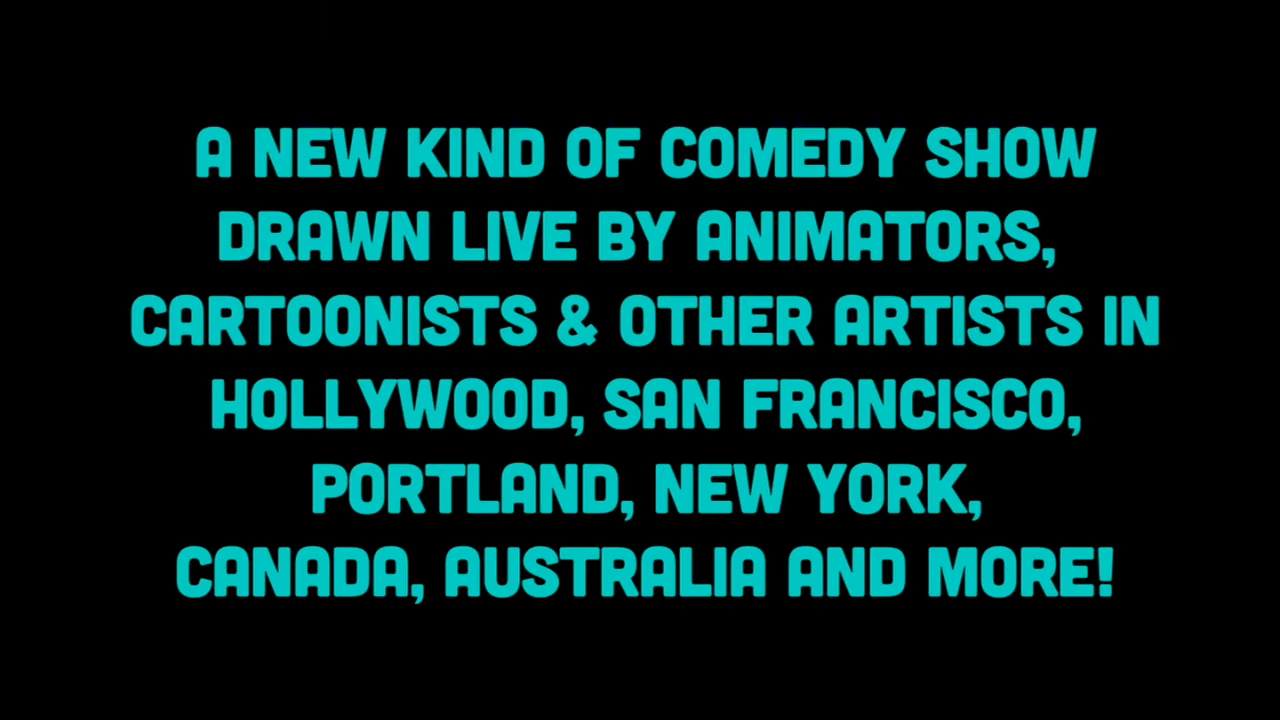 A NEW KIND OF COMEDY SHOW
DRAWN LIVE BY ANIMATORS,
CARTOONISTS & OTHER ARTISTS IN
HOLLYWOOD, SAN FRANCISCO,
PORTLAND, NEW YORK,
CANADA, AUSTRALIA AND MORE!